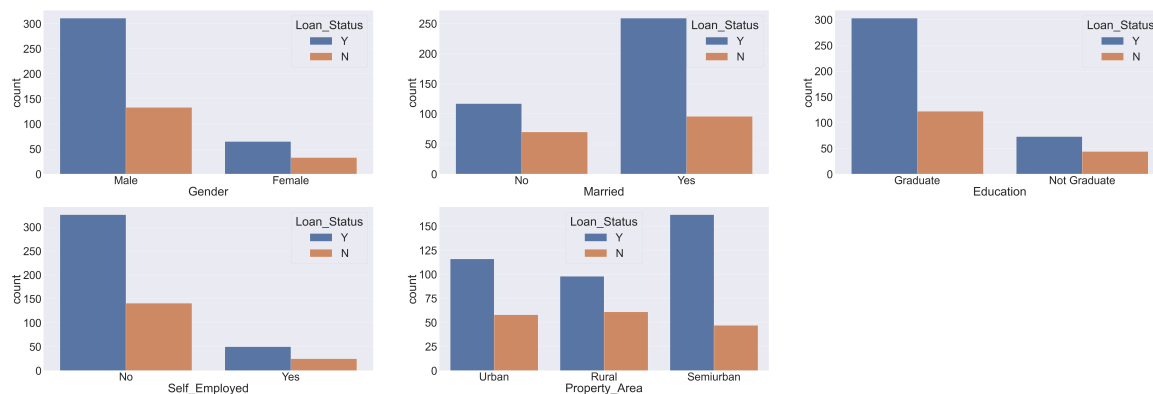 count
300
250
200
150
100
50
0
Loan_Status
Y
N
Male
Female
Gender
count
250
200
150
100
50
0
Loan_Status
Y
N
No
Yes
Married
count
300
250
200
150
100
50
0
Loan_Status
Y
N
Graduate
Not Graduate
Education
count
300
250
200
150
100
50
0
Loan_Status
Y
N
No
Yes
Self_Employed
count
150
125
100
75
50
25
0
Loan_Status
Y
N
Urban
Rural
Semiurban
Property_Area